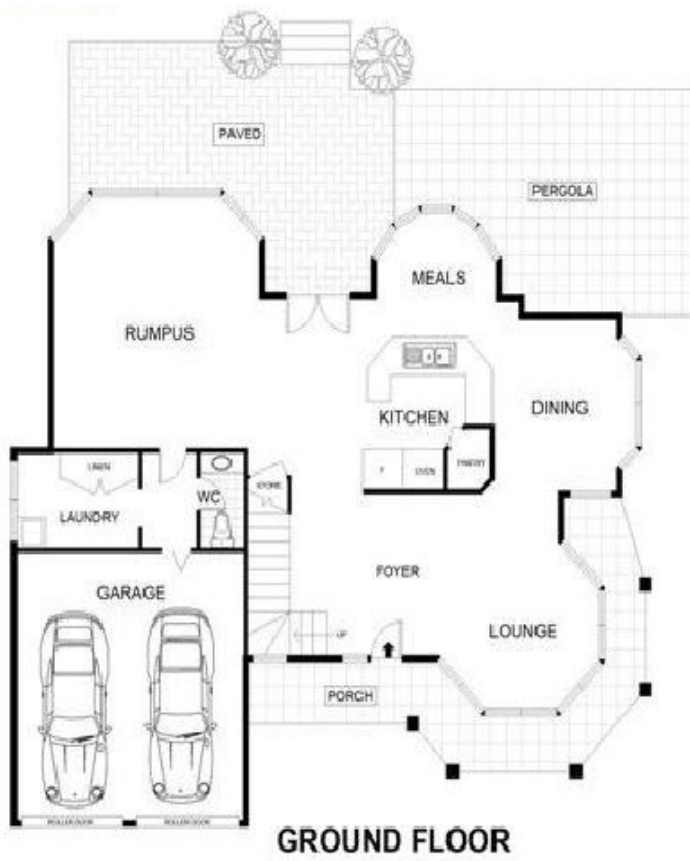 PAVED
PERGOLA
MEALS
RUMPUS
DINING
KITCHEN
F
OVEN
PANTRY
LINEN
STORE
WC
LAUNDRY
FOYER
GARAGE
LOUNGE
UP
PORCH
ROLLER DOOR
ROLLER DOOR
GROUND FLOOR